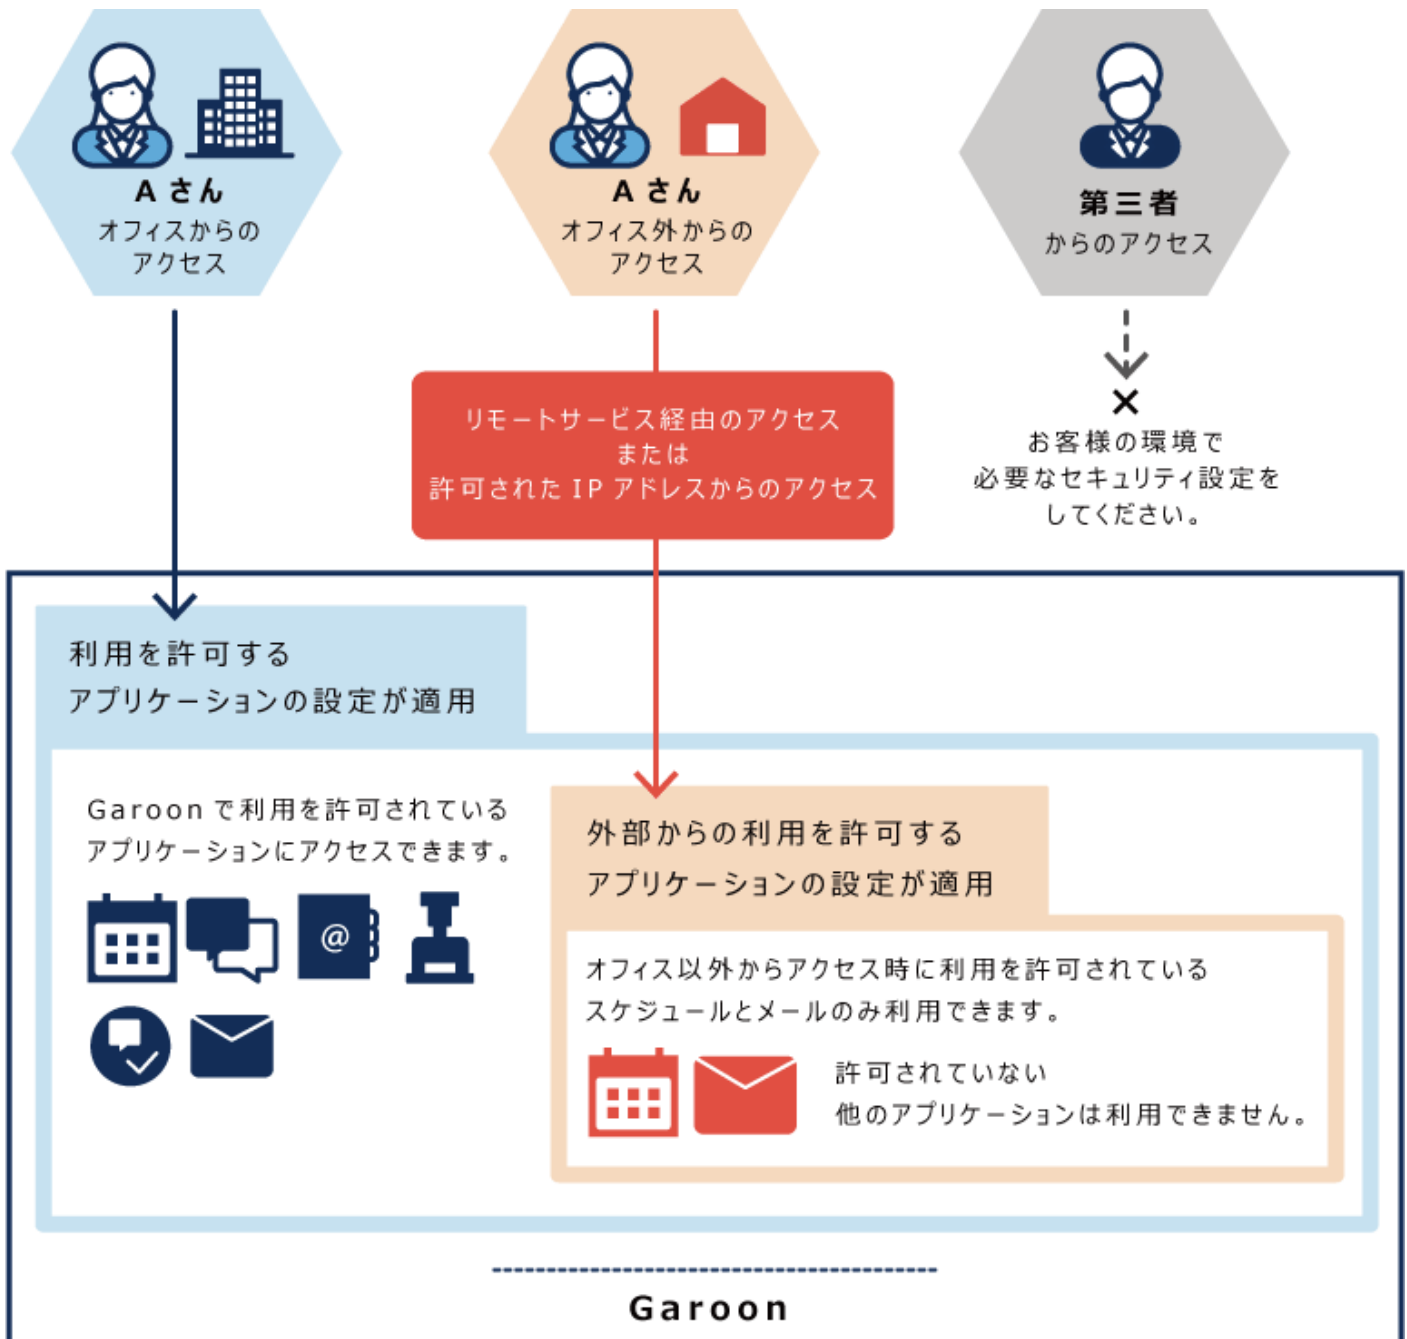 Aさん
オフィスからの
アクセス
Aさん
オフィス外からの
アクセス
第三者
からのアクセス
リモートサービス経由のアクセス
または
許可されたIPアドレスからのアクセス
×
お客様の環境で
必要なセキュリティ設定を
してください。
利用を許可する
アプリケーションの設定が適用
Garoonで利用を許可されている
アプリケーションにアクセスできます。
@
外部からの利用を許可する
アプリケーションの設定が適用
オフィス以外からアクセス時に利用を許可されている
スケジュールとメールのみ利用できます。
許可されていない
他のアプリケーションは利用できません。
Garoon